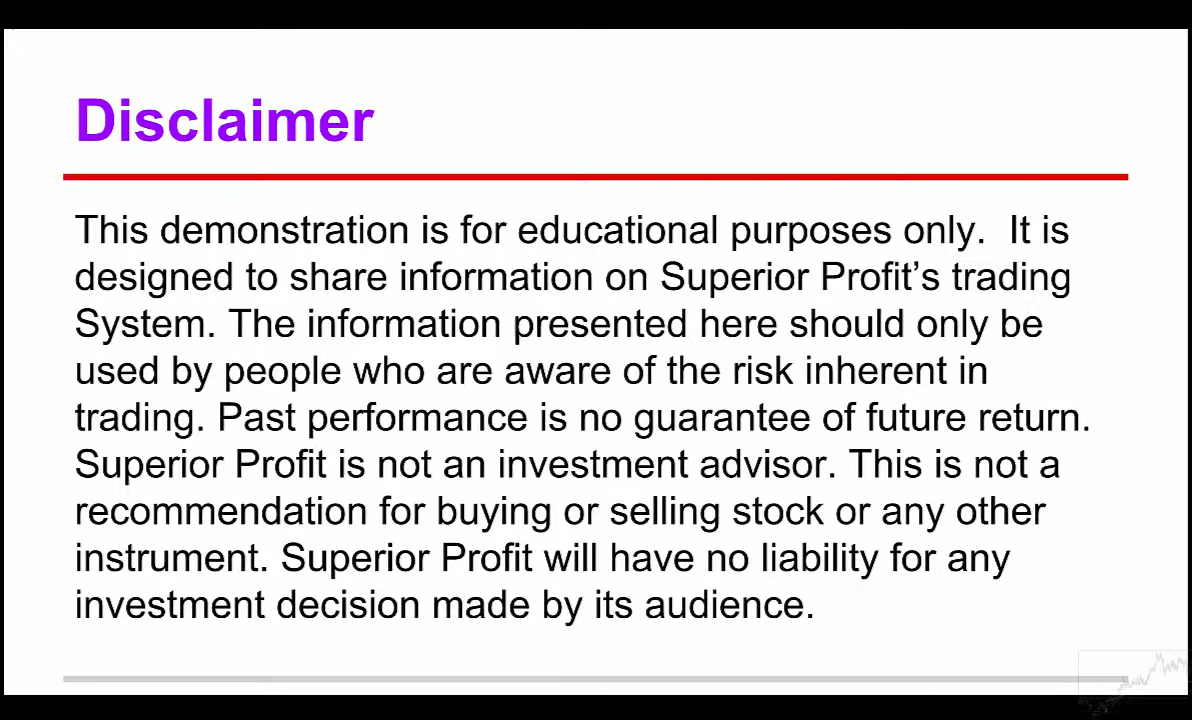 Disclaimer
This demonstration is for educational purposes only.  It is
designed to share information on Superior Profit’s trading
System. The information presented here should only be
used by people who are aware of the risk inherent in
trading. Past performance is no guarantee of future return.
Superior Profit is not an investment advisor. This is not a
recommendation for buying or selling stock or any other
instrument. Superior Profit will have no liability for any
investment decision made by its audience.